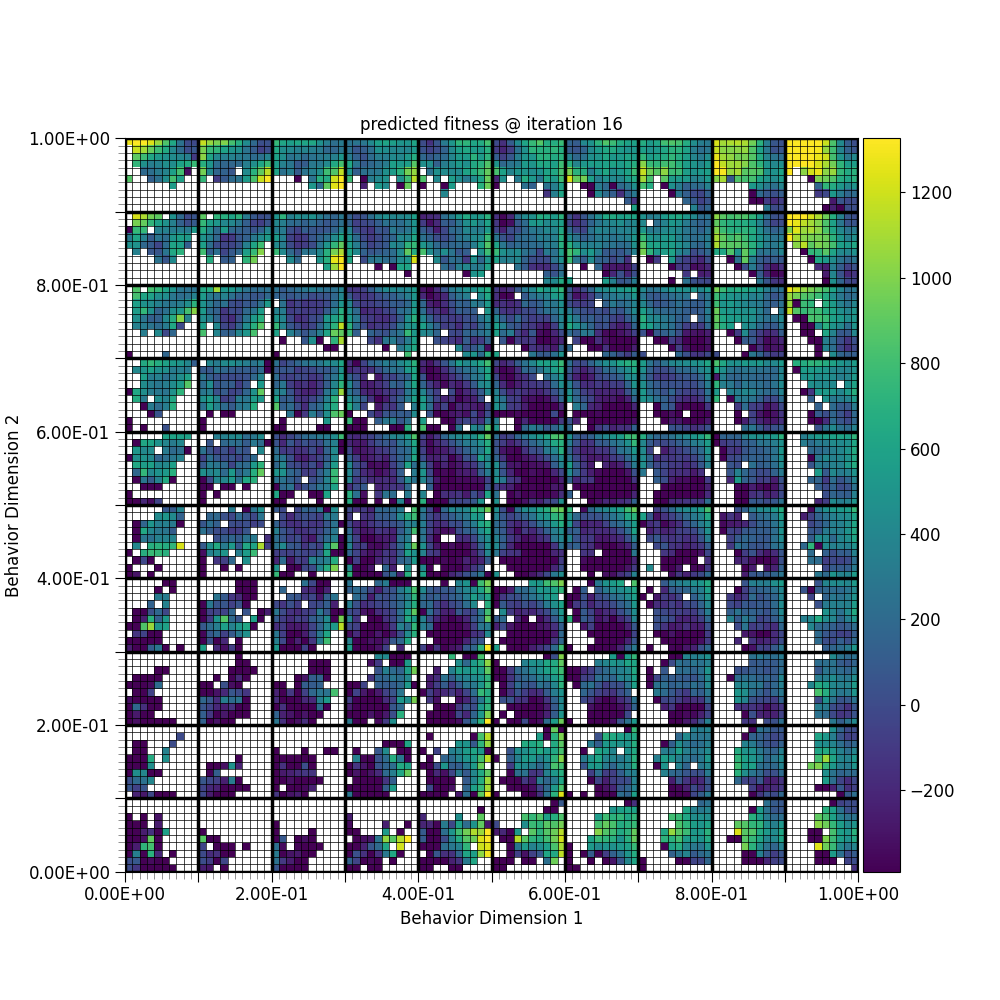 predicted fitness @ iteration 16
1.00E+00
8.00E-01
6.00E-01
4.00E-01
2.00E-01
0.00E+00
Behavior Dimension 2
0.00E+00 2.00E-01 4.00E-01 6.00E-01 8.00E-01 1.00E+00
Behavior Dimension 1
1200
1000
800
600
400
200
0
−200